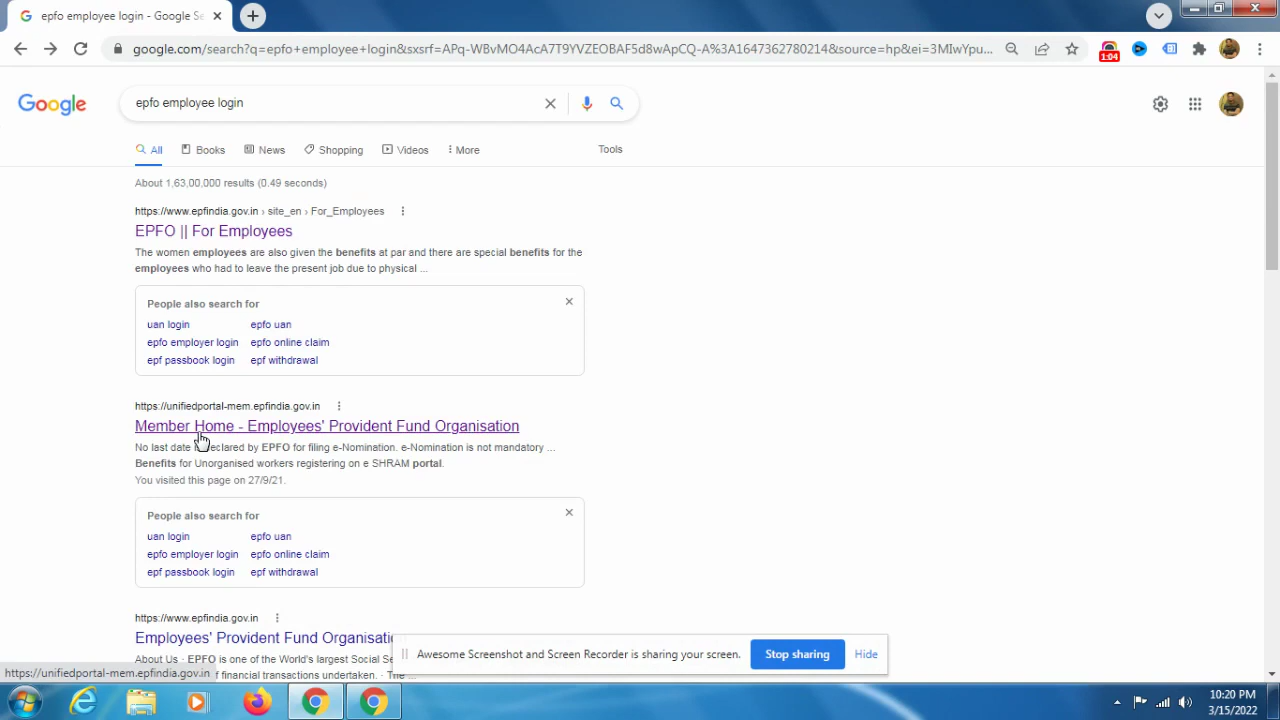 epfo employee login - Google Se
google.com/search?q=epfo+employee+login&sxsrf=APq-WBvMO4AcA7T9YVZEOBAF5d8wApCQ-A%3A1647362780214&source=hp&ei=3MIwYpu...
1:04
Google
epfo employee login
All Books News Shopping Videos More Tools
About 1,63,00,000 results (0.49 seconds)
https://www.epfindia.gov.in › site_en › For_Employees
EPFO || For Employees
The women employees are also given the benefits at par and there are special benefits for the
employees who had to leave the present job due to physical ...
People also search for
uan login epfo uan
epfo employer login epfo online claim
epf passbook login epf withdrawal
https://unifiedportal-mem.epfindia.gov.in
Member Home - Employees' Provident Fund Organisation
No last date declared by EPFO for filing e-Nomination. e-Nomination is not mandatory ...
Benefits for Unorganised workers registering on e SHRAM portal.
You visited this page on 27/9/21.
People also search for
uan login epfo uan
epfo employer login epfo online claim
epf passbook login epf withdrawal
https://www.epfindia.gov.in
Employees' Provident Fund Organisati
About Us · EPFO is one of the World's largest Social Se
Awesome Screenshot and Screen Recorder is sharing your screen. Stop sharing Hide
https://unifiedportal-mem.epfindia.gov.in
f financial transactions undertaken. · The ...
10:20 PM
3/15/2022